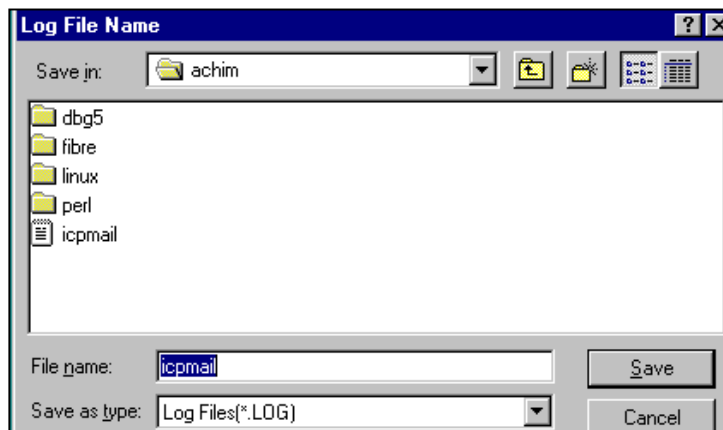 Log File Name
Save in: achim
dbg5
fibre
linux
perl
icpmail
File name: icpmail Save
Save as type: Log Files(*.LOG) Cancel